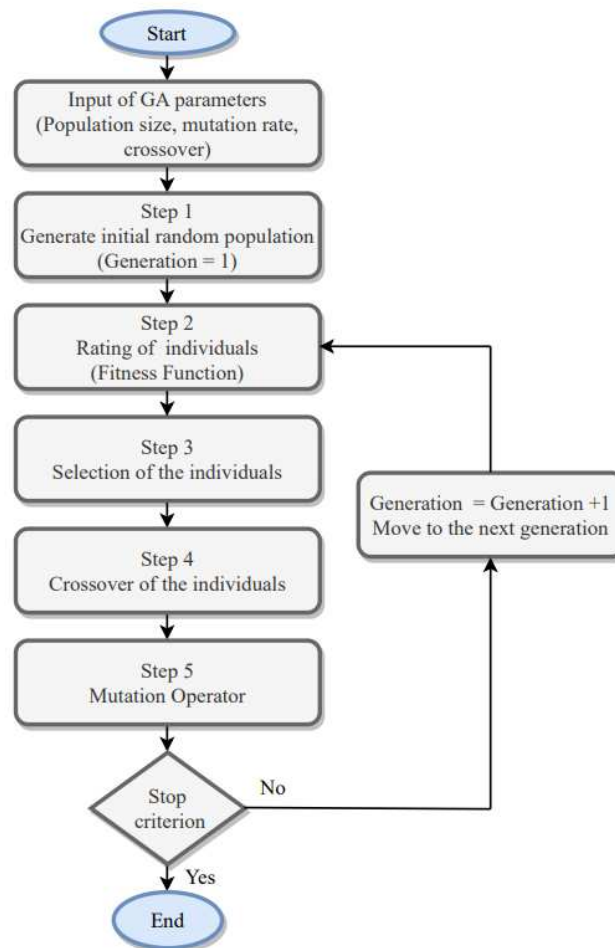 Start
Input of GA parameters
(Population size, mutation rate,
crossover)
Step 1
Generate initial random population
(Generation = 1)
Step 2
Rating of individuals
(Fitness Function)
Step 3
Selection of the individuals
Step 4
Crossover of the individuals
Step 5
Mutation Operator
Generation = Generation +1
Move to the next generation
Stop
criterion
No
Yes
End